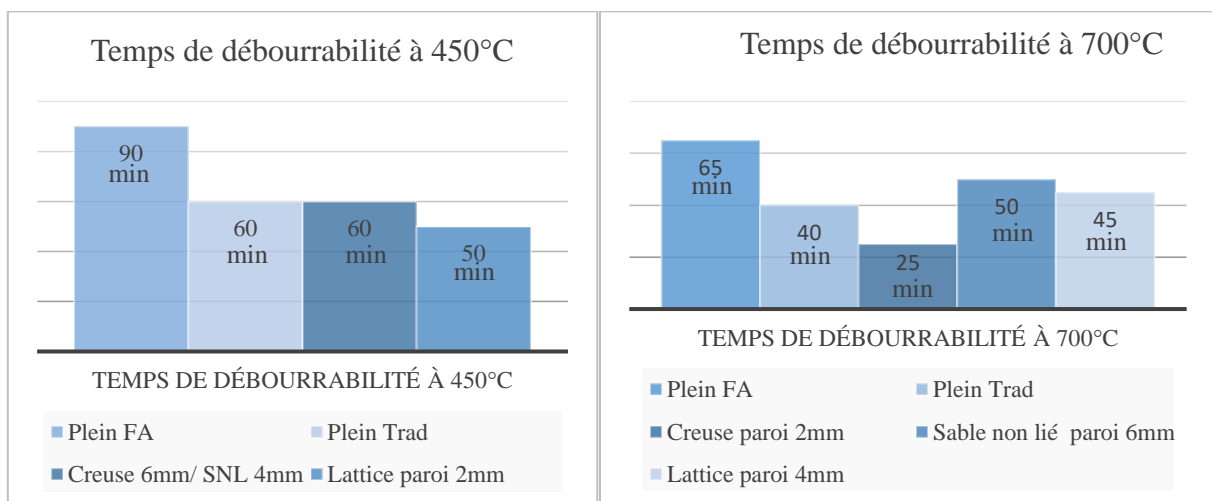 Temps de débourrabilité à 450°C
90
min
60
min
60
min
50
min
TEMPS DE DÉBOURRABILITÉ À 450°C
Plein FA
Plein Trad
Creuse 6mm/ SNL 4mm
Lattice paroi 2mm
Temps de débourrabilité à 700°C
65
min
40
min
25
min
50
min
45
min
TEMPS DE DÉBOURRABILITÉ À 700°C
Plein FA
Plein Trad
Creuse paroi 2mm
Sable non lié paroi 6mm
Lattice paroi 4mm